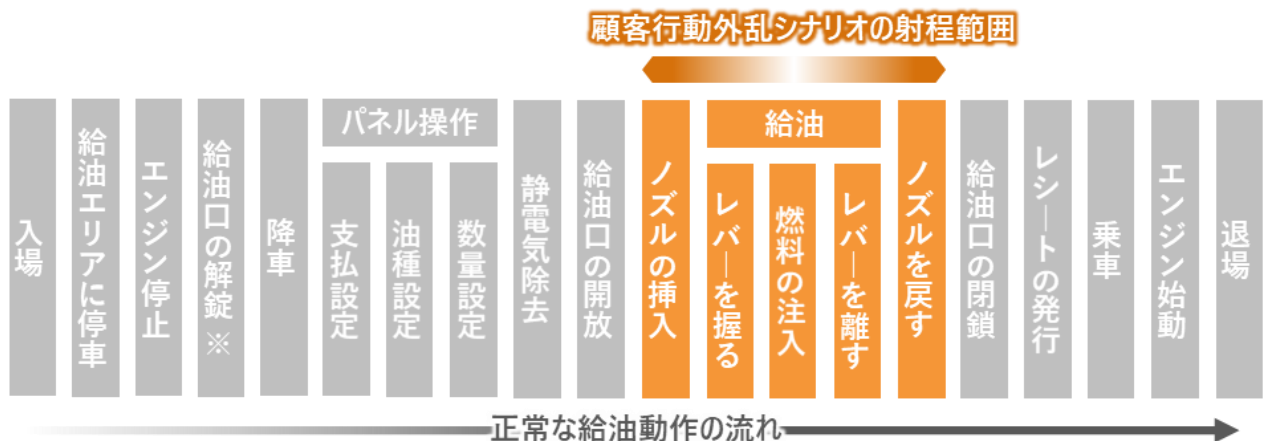 顧客行動外乱シナリオの射程範囲
入場
給油エリアに停車
エンジン停止
給油口の解錠※
降車
パネル操作
支払設定
油種設定
数量設定
静電気除去
給油口の開放
ノズルの挿入
給油
レバーを握る
燃料の注入
レバーを離す
ノズルを戻す
給油口の閉鎖
レシートの発行
乗車
エンジン始動
退場
正常な給油動作の流れ